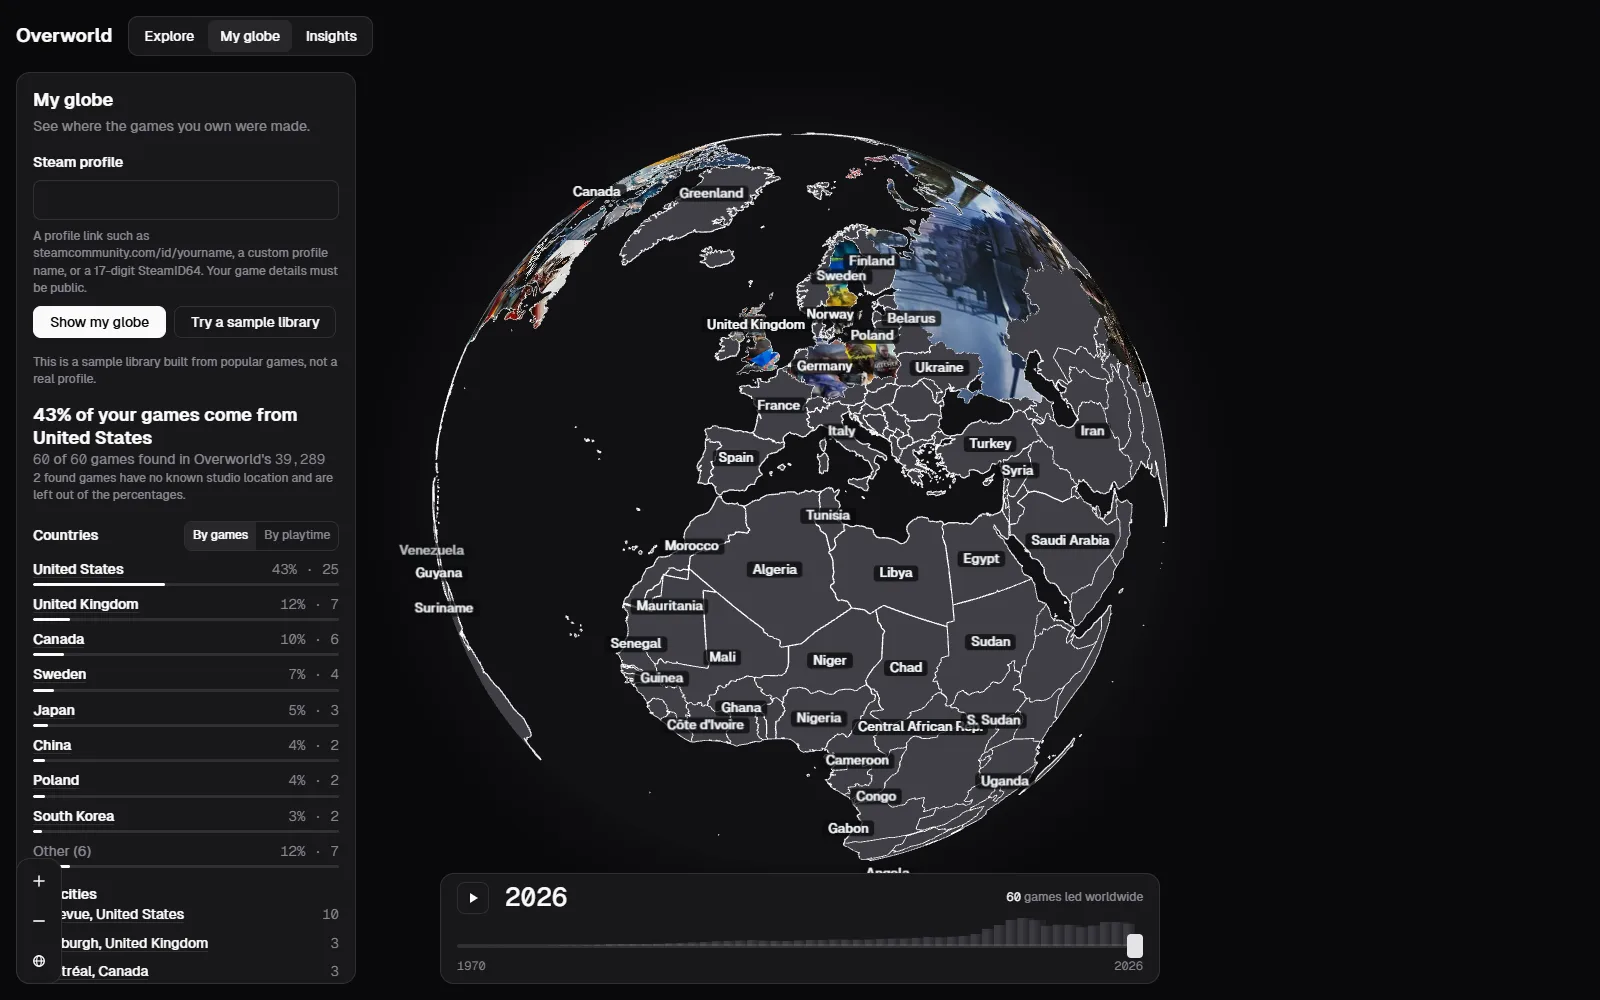 Overworld
Explore
My globe
Insights
My globe
See where the games you own were made.
Steam profile
A profile link such as
steamcommunity.com/id/yourname, a custom profile
name, or a 17-digit SteamID64. Your game details must
be public.
Show my globe
Try a sample library
This is a sample library built from popular games, not a
real profile.
43% of your games come from
United States
60 of 60 games found in Overworld's 39,289
2 found games have no known studio location and are
left out of the percentages.
Countries
By games
By playtime
United States 43% · 25
United Kingdom 12% · 7
Canada 10% · 6
Sweden 7% · 4
Japan 5% · 3
China 4% · 2
Poland 4% · 2
South Korea 3% · 2
Other (6) 12% · 7
cities
evue, United States 10
burgh, United Kingdom 3
tréal, Canada 3
Canada
Greenland
Finland
Sweden
Norway
United Kingdom
Belarus
Poland
Germany
Ukraine
France
Italy
Iran
Turkey
Spain
Syria
Tunisia
Saudi Arabia
Morocco
Venezuela
Egypt
Algeria
Libya
Guyana
Suriname
Mauritania
Senegal
Sudan
Mali
Niger
Chad
Guinea
Ghana
Nigeria
S. Sudan
Côte d'Ivoire
Central African Rep.
Cameroon
Uganda
Congo
Gabon
Angola
2026
60 games led worldwide
1970
2026